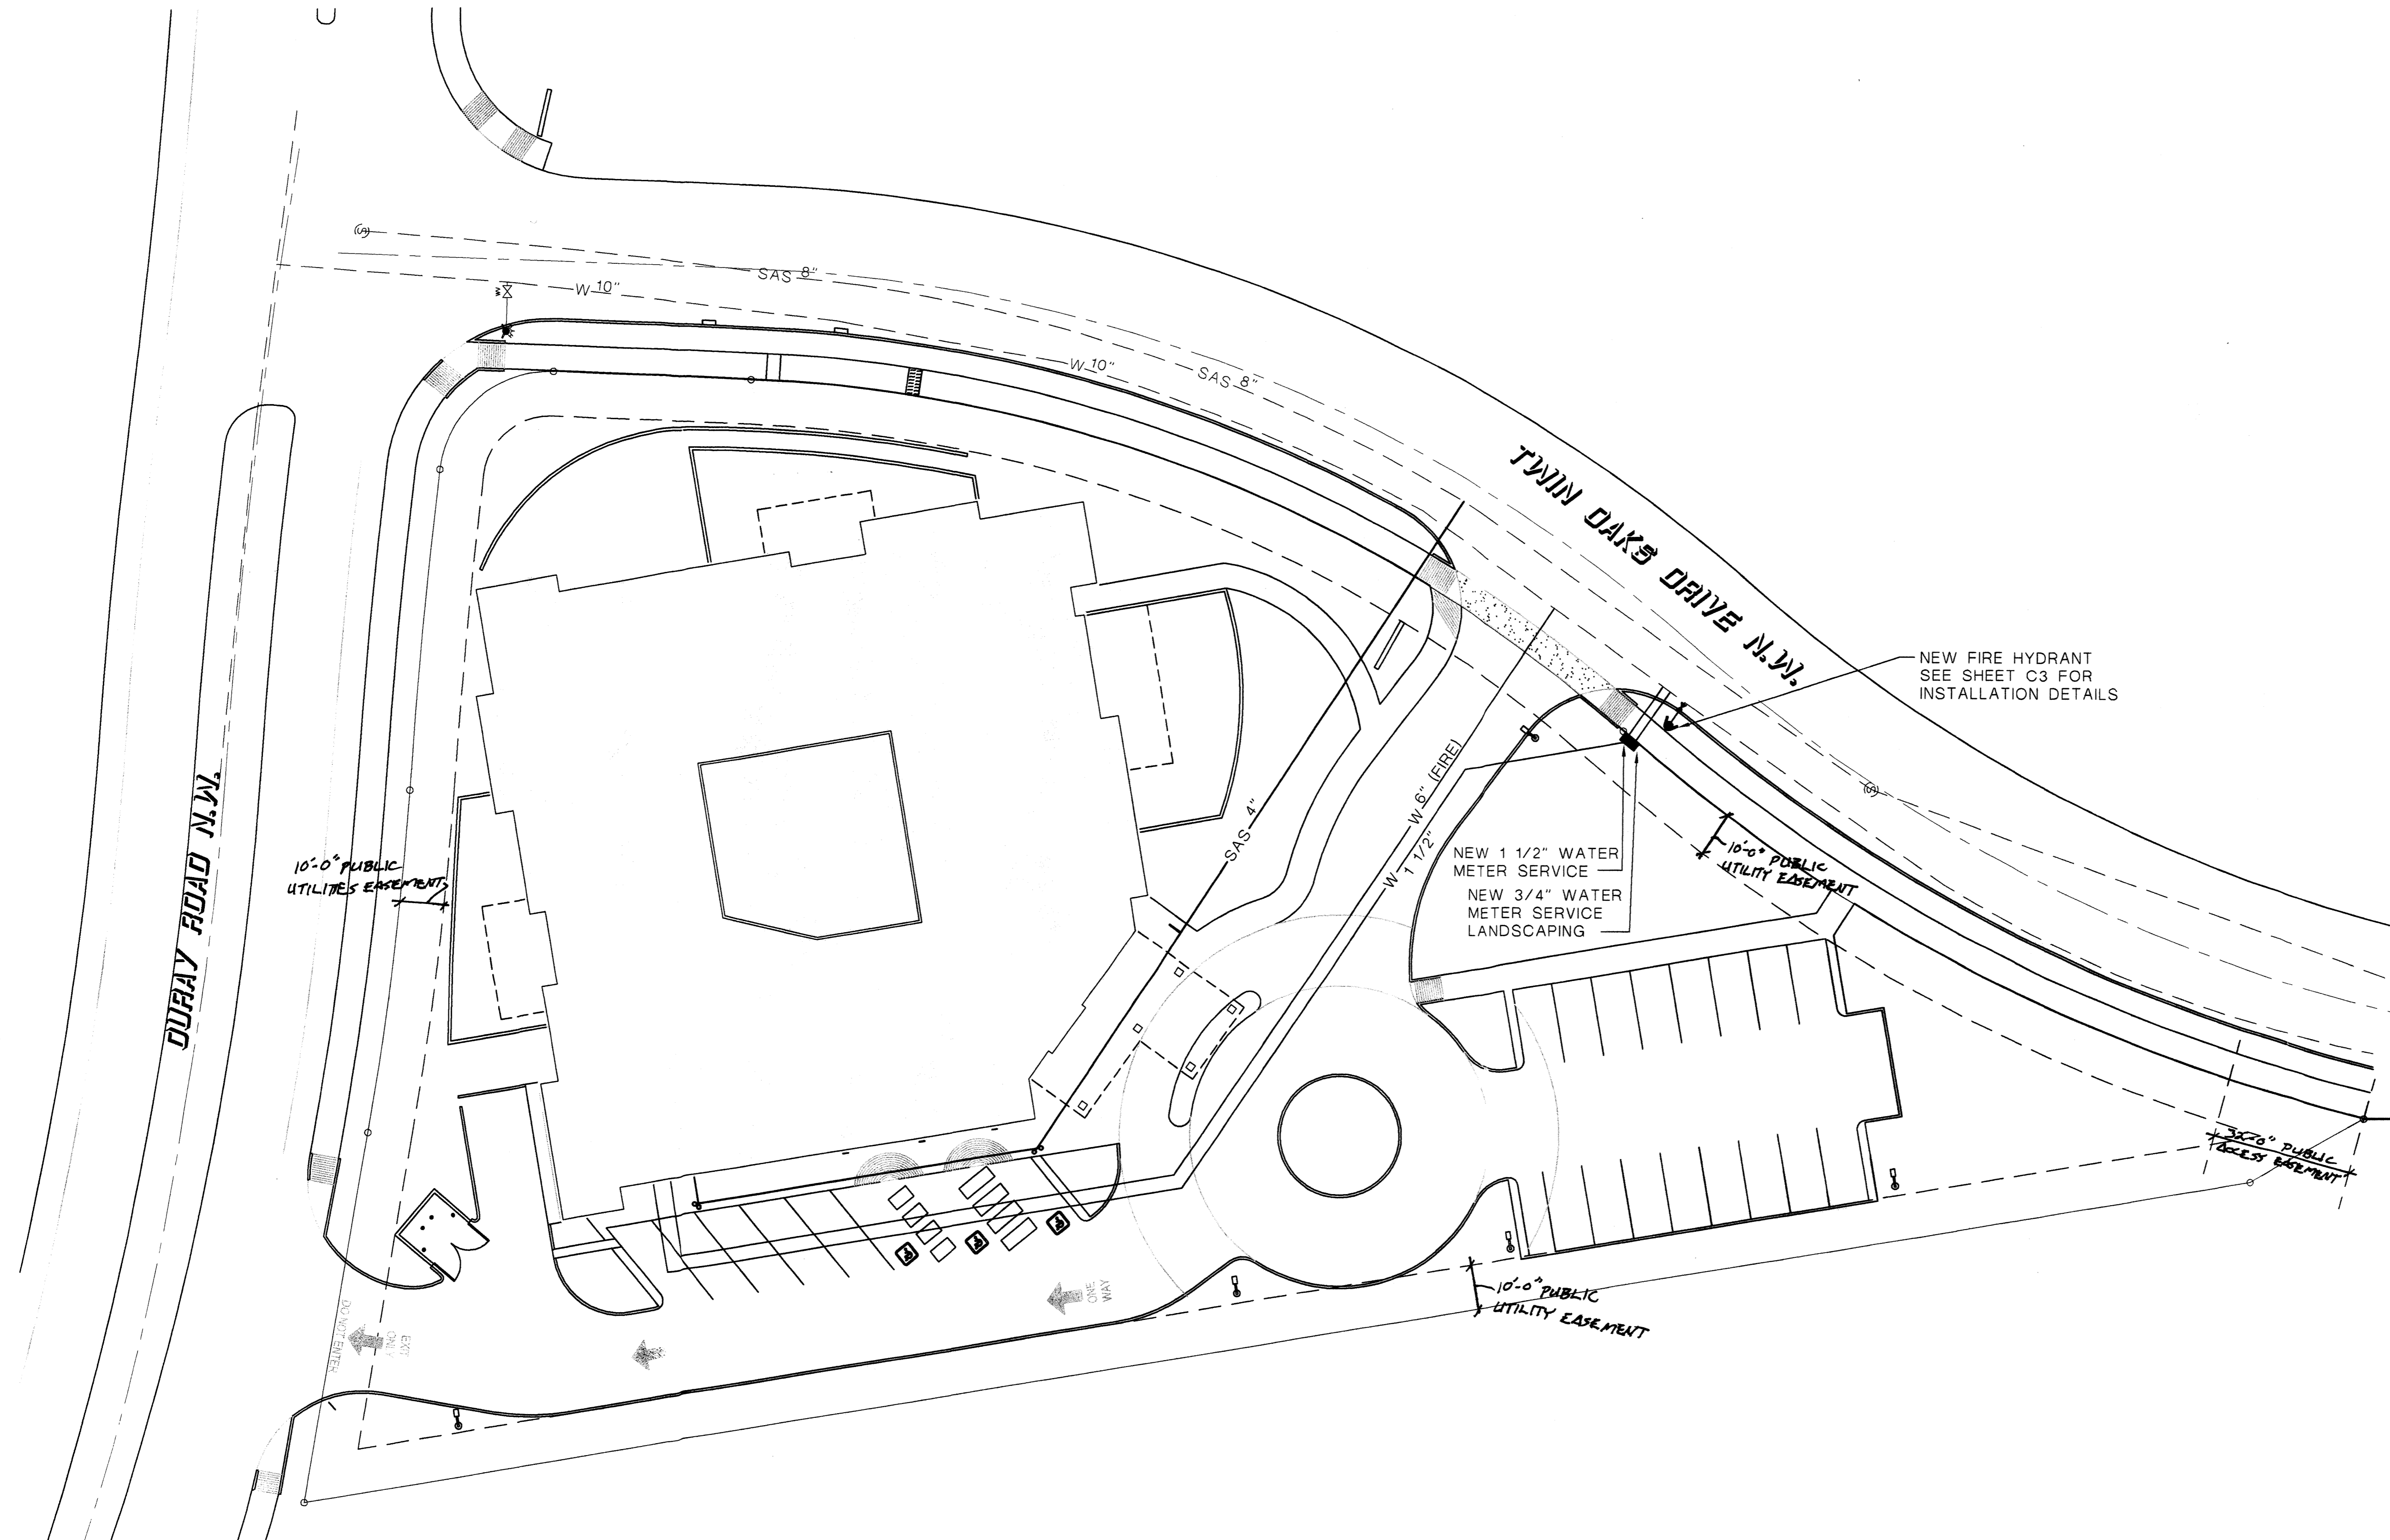 (S)
SAS 8"
W 10"
W
W 10"
SAS 8"
TWIN OAKS DRIVE N.W.
NEW FIRE HYDRANT
SEE SHEET C3 FOR
INSTALLATION DETAILS
(S)
W 6" (FIRE)
W 1 1/2"
SAS 4"
NEW 1 1/2" WATER
METER SERVICE
NEW 3/4" WATER
METER SERVICE
LANDSCAPING
10'-0" PUBLIC
UTILITY EASEMENT
10'-0" PUBLIC
UTILITIES EASEMENT
OURAY ROAD N.W.
32'-0" PUBLIC
ACCESS EASEMENT
10'-0" PUBLIC
UTILITY EASEMENT
ONE
WAY
DO NOT ENTER
EXIT
ONLY